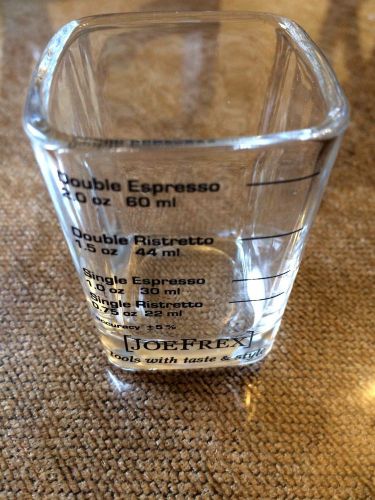 Double Espresso
2.0 oz 60 ml
Double Ristretto
1.5 oz 44 ml
Single Espresso
1.0 oz 30 ml
Single Ristretto
0.75 oz 22 ml
Accuracy ±5%
[JOEFREX]
tools with taste & style